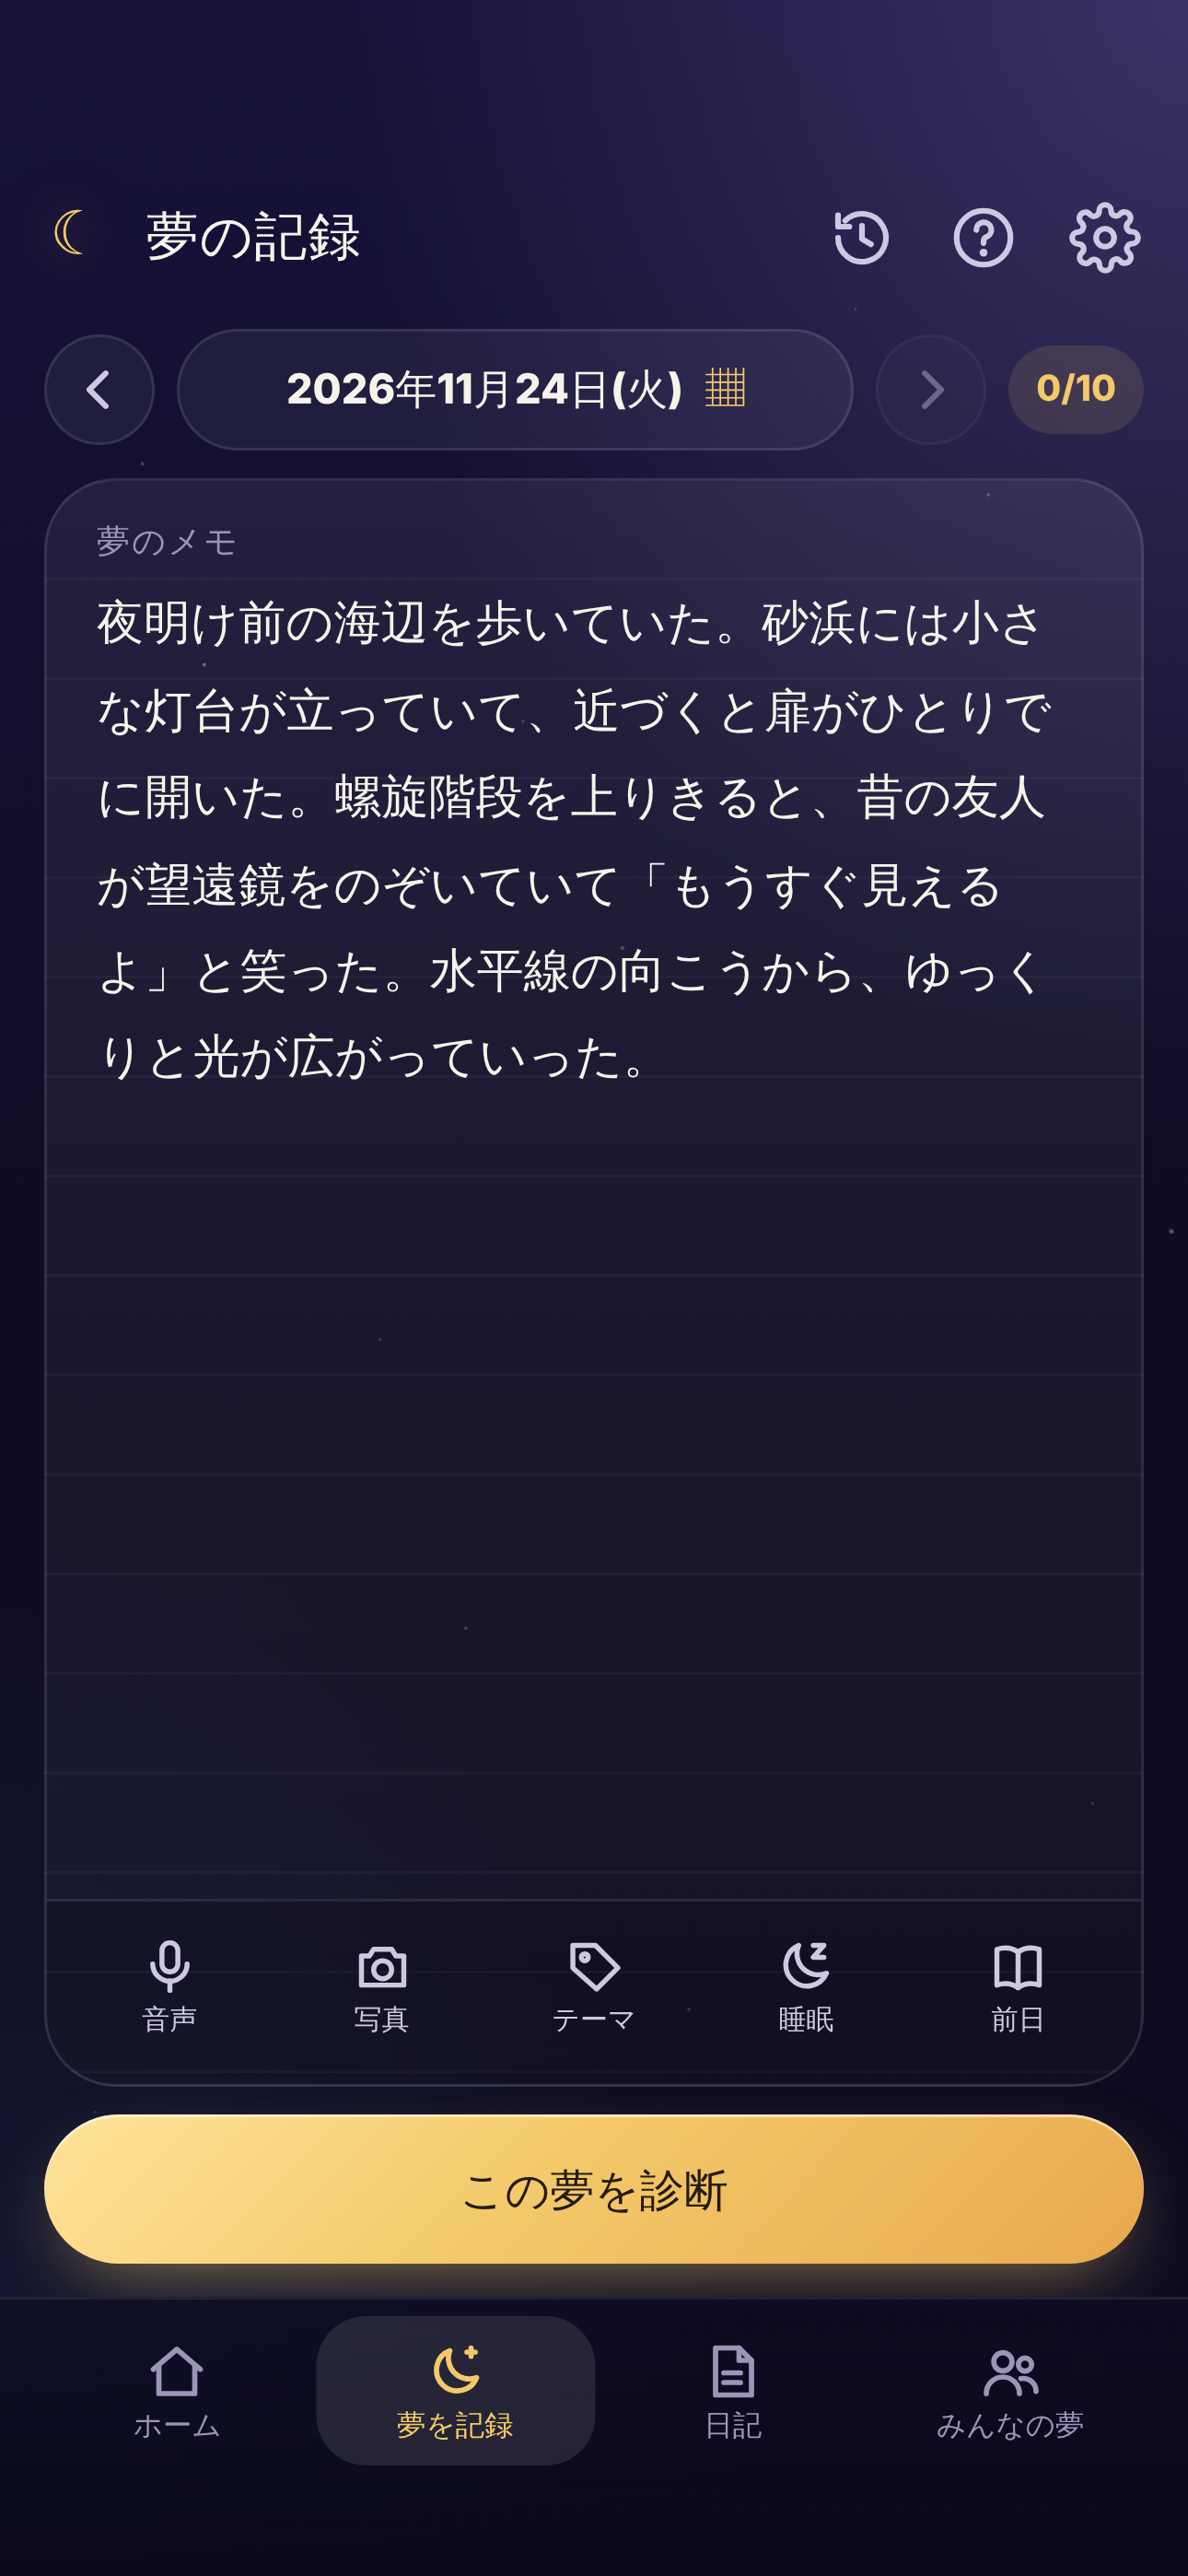 夢の記録
2026年11月24日(火)
0/10
夢のメモ
夜明け前の海辺を歩いていた。砂浜には小さ
な灯台が立っていて、近づくと扉がひとりで
に開いた。螺旋階段を上りきると、昔の友人
が望遠鏡をのぞいていて「もうすぐ見える
よ」と笑った。水平線の向こうから、ゆっく
りと光が広がっていった。
音声
写真
テーマ
睡眠
前日
この夢を診断
ホーム
夢を記録
日記
みんなの夢